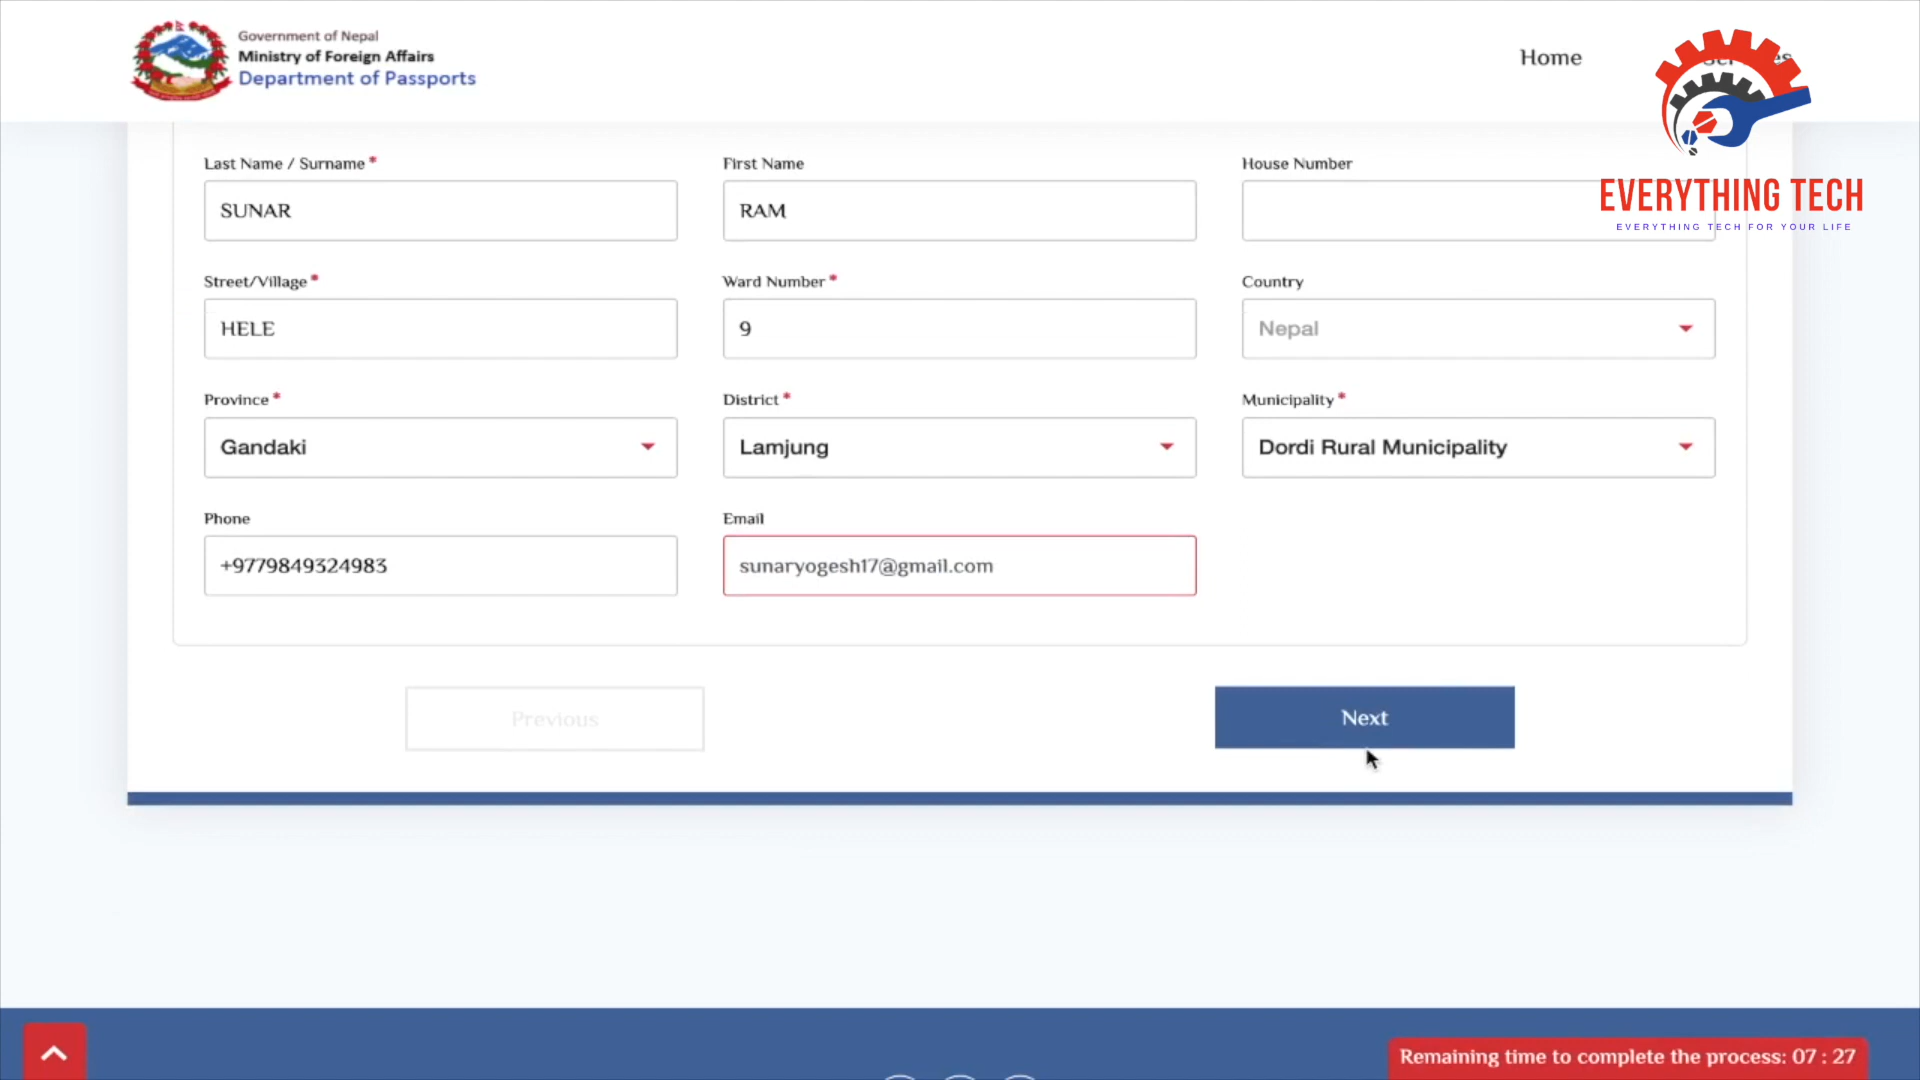 Government of Nepal
Ministry of Foreign Affairs
Department of Passports
Home
EVERYTHING TECH
EVERYTHING TECH FOR YOUR LIFE
Last Name / Surname *
First Name
House Number
SUNAR
RAM
Street/Village *
Ward Number *
Country
HELE
9
Nepal
Province *
District *
Municipality *
Gandaki
Lamjung
Dordi Rural Municipality
Phone
Email
+9779849324983
sunaryogesh17@gmail.com
Previous
Next
Remaining time to complete the process: 07 : 27